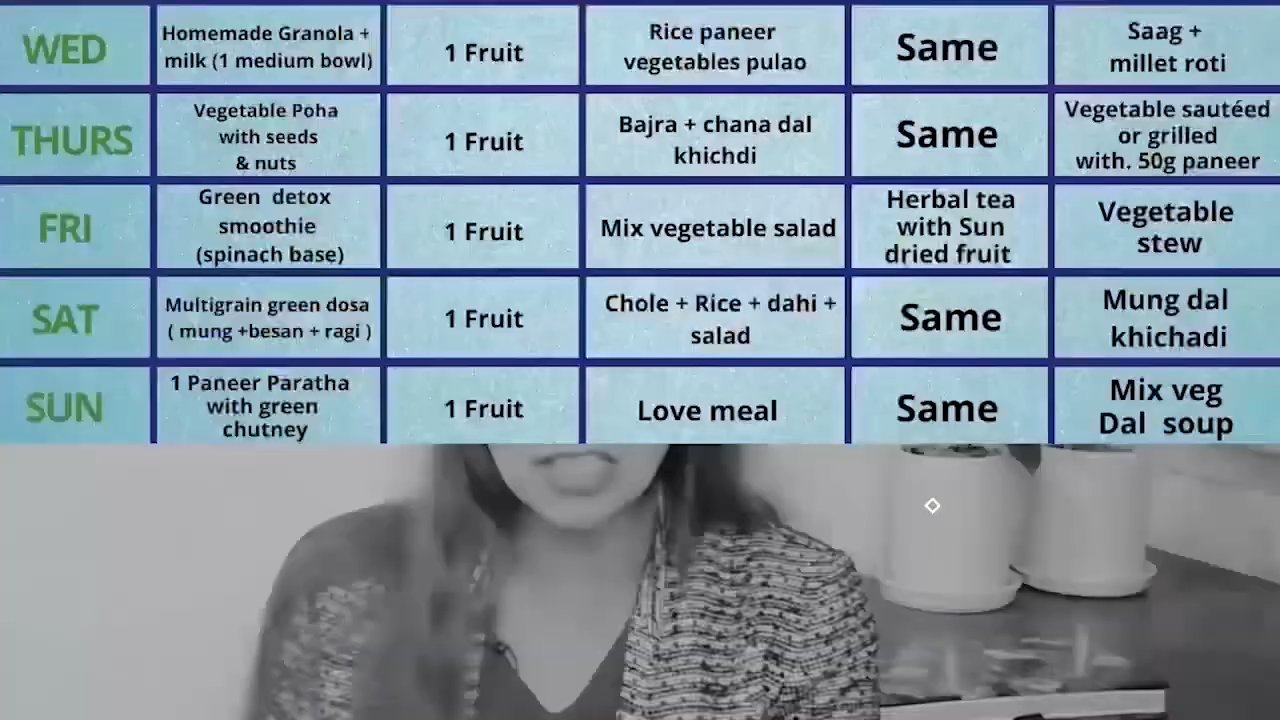 WED
Homemade Granola +
milk (1 medium bowl)
1 Fruit
Rice paneer
vegetables pulao
Same
Saag +
millet roti
THURS
Vegetable Poha
with seeds
& nuts
1 Fruit
Bajra + chana dal
khichdi
Same
Vegetable sautéed
or grilled
with. 50g paneer
FRI
Green detox
smoothie
(spinach base)
1 Fruit
Mix vegetable salad
Herbal tea
with Sun
dried fruit
Vegetable
stew
SAT
Multigrain green dosa
( mung +besan + ragi )
1 Fruit
Chole + Rice + dahi +
salad
Same
Mung dal
khichadi
SUN
1 Paneer Paratha
with green
chutney
1 Fruit
Love meal
Same
Mix veg
Dal soup